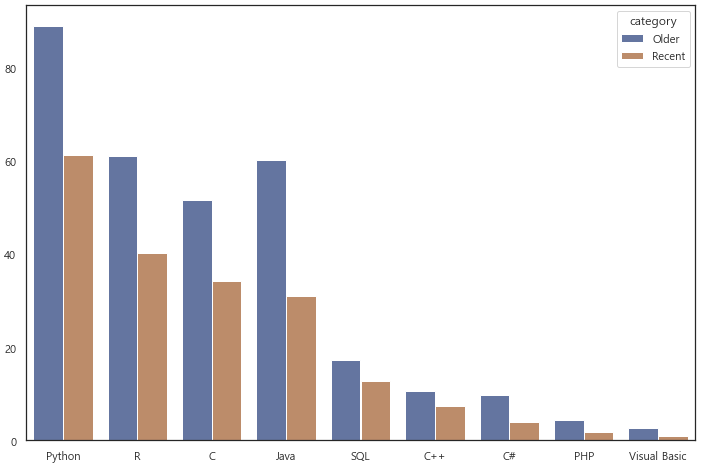 category
Older
Recent
80
60
40
20
0
Python R C Java SQL C++ C# PHP Visual Basic